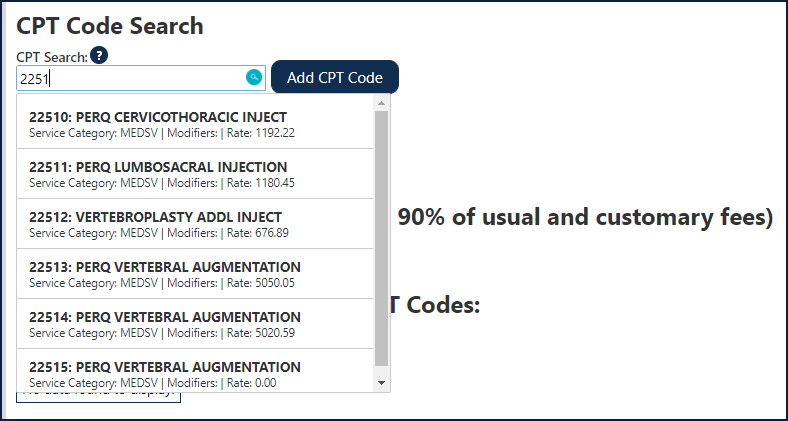 CPT Code Search
CPT Search: ?
2251
Add CPT Code
22510: PERQ CERVICOTHORACIC INJECT
Service Category: MEDSV | Modifiers: | Rate: 1192.22
22511: PERQ LUMBOSACRAL INJECTION
Service Category: MEDSV | Modifiers: | Rate: 1180.45
22512: VERTEBROPLASTY ADDL INJECT
Service Category: MEDSV | Modifiers: | Rate: 676.89
90% of usual and customary fees)
22513: PERQ VERTEBRAL AUGMENTATION
Service Category: MEDSV | Modifiers: | Rate: 5050.05
T Codes:
22514: PERQ VERTEBRAL AUGMENTATION
Service Category: MEDSV | Modifiers: | Rate: 5020.59
22515: PERQ VERTEBRAL AUGMENTATION
Service Category: MEDSV | Modifiers: | Rate: 0.00